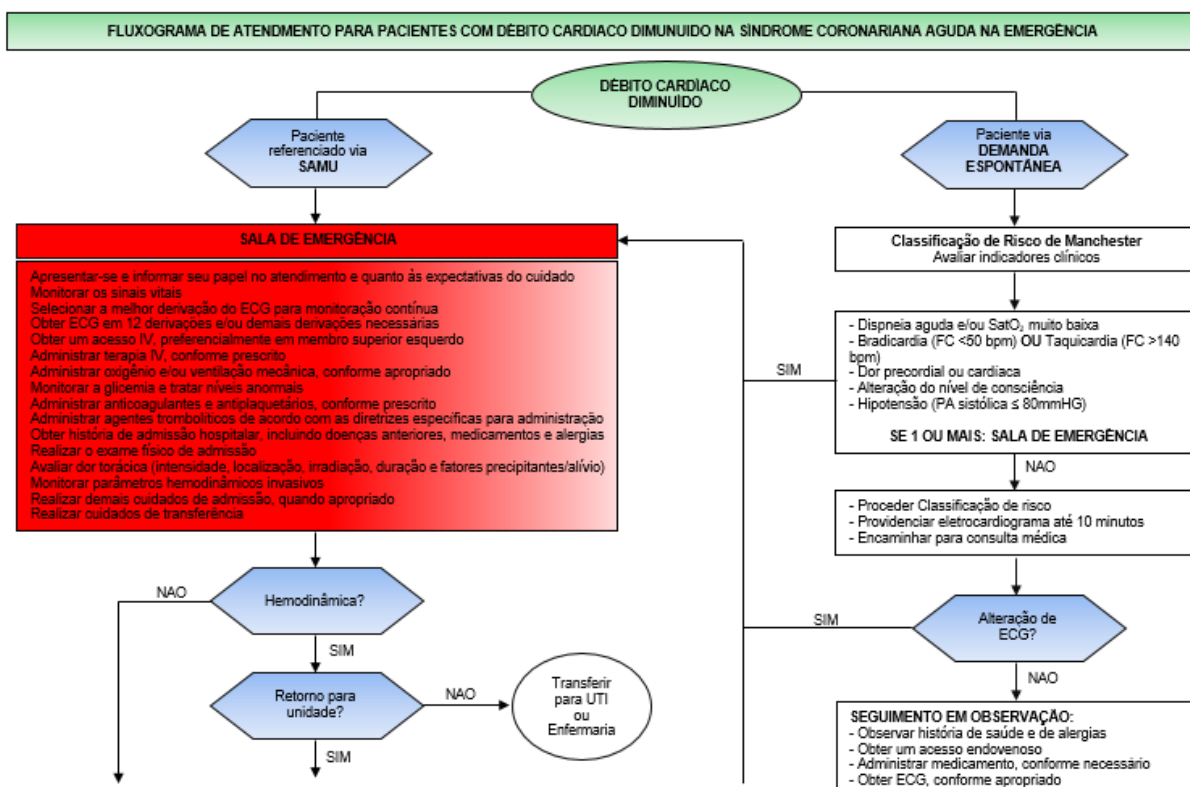 FLUXOGRAMA DE ATENDMENTO PARA PACIENTES COM DÉBITO CARDIACO DIMUNUIDO NA SÍNDROME CORONARIANA AGUDA NA EMERGÊNCIA
DÉBITO CARDÌACO
DIMINUÍDO
Paciente
referenciado via
SAMU
Paciente via
DEMANDA
ESPONTÂNEA
SALA DE EMERGÊNCIA
Apresentar-se e informar seu papel no atendimento e quanto às expectativas do cuidado
Monitorar os sinais vitais
Selecionar a melhor derivação do ECG para monitoração contínua
Obter ECG em 12 derivações e/ou demais derivações necessárias
Obter um acesso IV, preferencialmente em membro superior esquerdo
Administrar terapia IV, conforme prescrito
Administrar oxigênio e/ou ventilação mecânica, conforme apropriado
Monitorar a glicemia e tratar níveis anormais
Administrar anticoagulantes e antiplaquetários, conforme prescrito
Administrar agentes trombolíticos de acordo com as diretrizes específicas para administração
Obter história de admissão hospitalar, incluindo doenças anteriores, medicamentos e alergias
Realizar o exame físico de admissão
Avaliar dor torácica (intensidade, localização, irradiação, duração e fatores precipitantes/alívio)
Monitorar parâmetros hemodinâmicos invasivos
Realizar demais cuidados de admissão, quando apropriado
Realizar cuidados de transferência
Classificação de Risco de Manchester
Avaliar indicadores clínicos
- Dispneia aguda e/ou SatO₂ muito baixa
- Bradicardia (FC <50 bpm) OU Taquicardia (FC >140
bpm)
- Dor precordial ou cardíaca
- Alteração do nível de consciência
- Hipotensão (PA sistólica ≤ 80mmHG)
SE 1 OU MAIS: SALA DE EMERGÊNCIA
SIM
NAO
- Proceder Classificação de risco
- Providenciar eletrocardiograma até 10 minutos
- Encaminhar para consulta médica
NAO
Hemodinâmica?
SIM
SIM
Alteração de
ECG?
NAO
Retorno para
unidade?
NAO
Transferir
para UTI
ou
Enfermaria
SIM
SEGUIMENTO EM OBSERVAÇÃO:
- Observar história de saúde e de alergias
- Obter um acesso endovenoso
- Administrar medicamento, conforme necessário
- Obter ECG, conforme apropriado